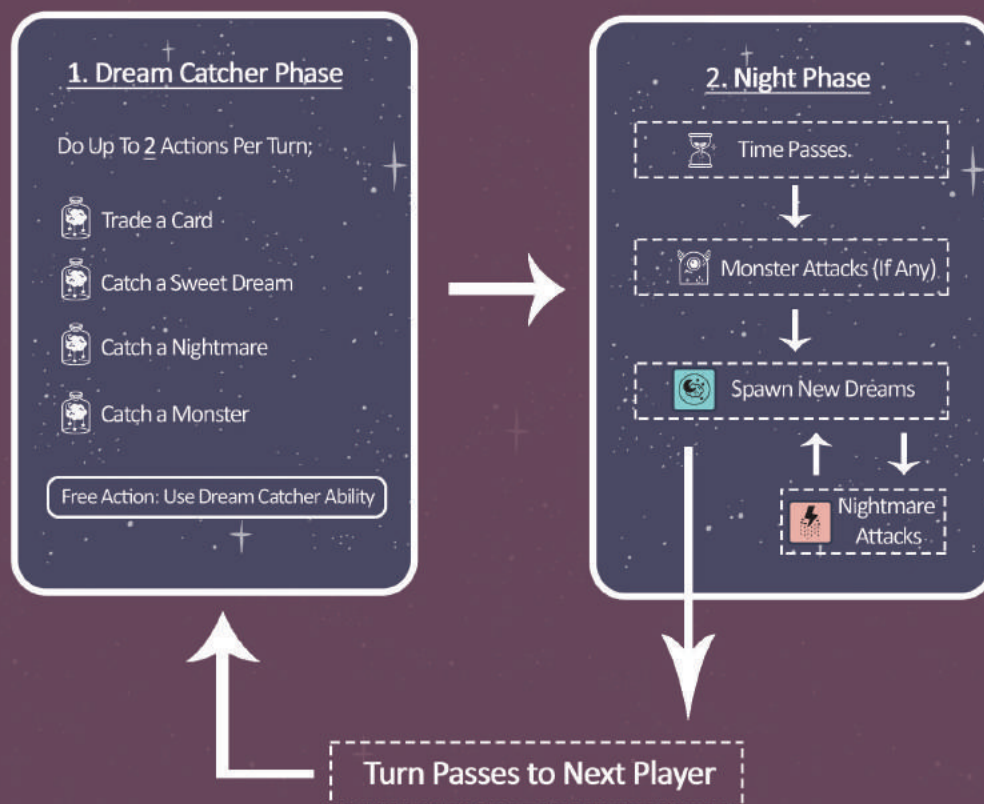 1. Dream Catcher Phase
Do Up To 2 Actions Per Turn;
Trade a Card
Catch a Sweet Dream
Catch a Nightmare
Catch a Monster
Free Action: Use Dream Catcher Ability
2. Night Phase
Time Passes.
Monster Attacks (If Any)
Spawn New Dreams
Nightmare
Attacks
Turn Passes to Next Player